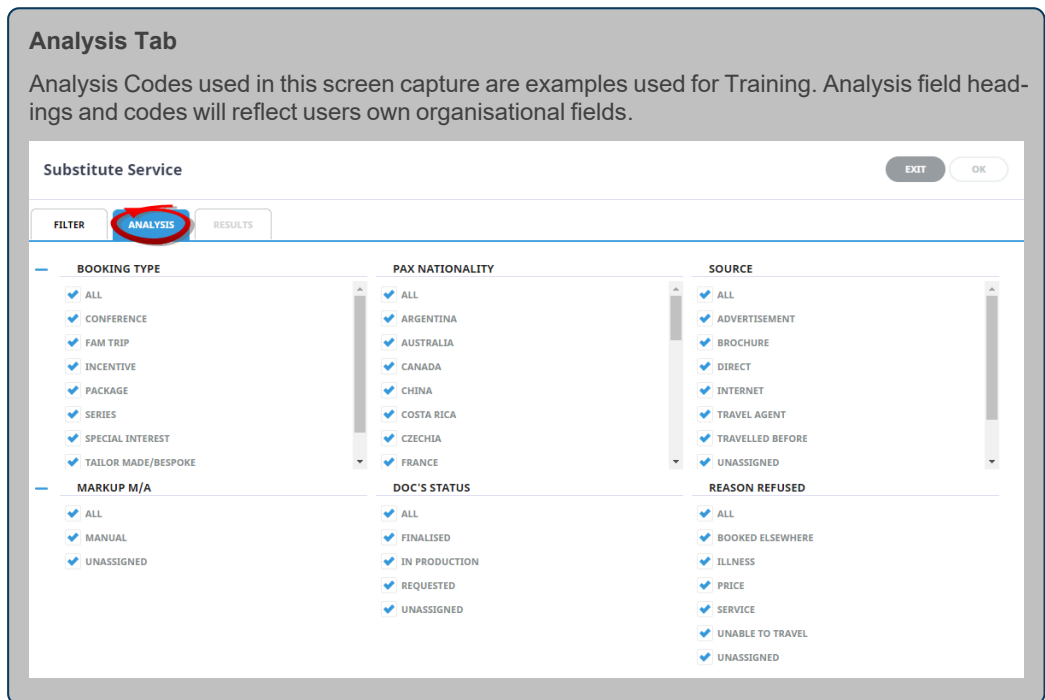 Analysis Tab
Analysis Codes used in this screen capture are examples used for Training. Analysis field head-
ings and codes will reflect users own organisational fields.
Substitute Service
EXIT
OK
FILTER
ANALYSIS
RESULTS
BOOKING TYPE
ALL
CONFERENCE
FAM TRIP
INCENTIVE
PACKAGE
SERIES
SPECIAL INTEREST
TAILOR MADE/BESPOKE
PAX NATIONALITY
ALL
ARGENTINA
AUSTRALIA
CANADA
CHINA
COSTA RICA
CZECHIA
FRANCE
SOURCE
ALL
ADVERTISEMENT
BROCHURE
DIRECT
INTERNET
TRAVEL AGENT
TRAVELLED BEFORE
UNASSIGNED
MARKUP M/A
ALL
MANUAL
UNASSIGNED
DOC'S STATUS
ALL
FINALISED
IN PRODUCTION
REQUESTED
UNASSIGNED
REASON REFUSED
ALL
BOOKED ELSEWHERE
ILLNESS
PRICE
SERVICE
UNABLE TO TRAVEL
UNASSIGNED